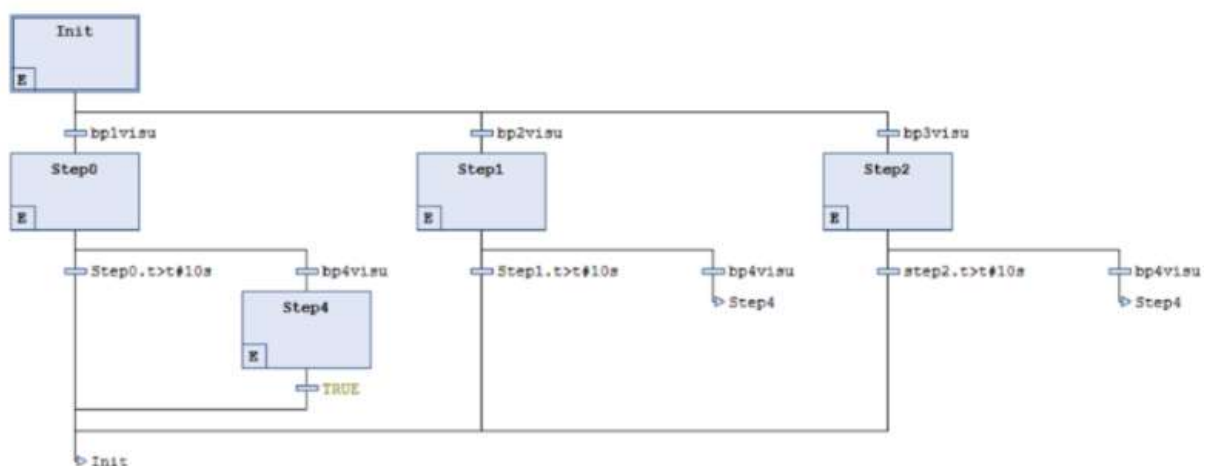 Init
E
bp1visu
bp2visu
bp3visu
Step0
Step1
Step2
E
E
E
Step0.t>t#10s
bp4visu
Step1.t>t#10s
bp4visu
step2.t>t#10s
bp4visu
Step4
Step4
Step4
E
TRUE
Init